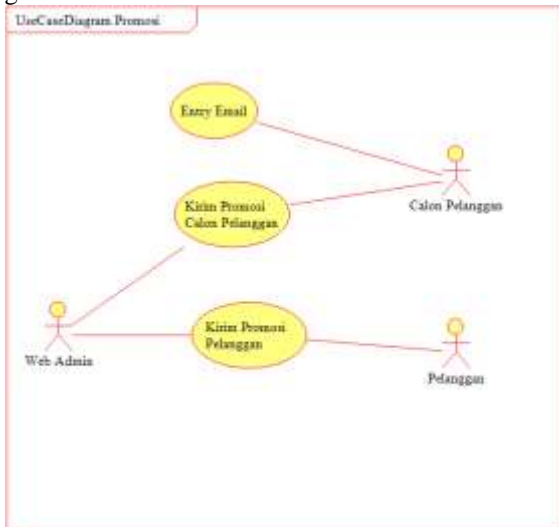 UseCaseDiagram.Promosi
Entry Email
Kirim Promosi
Calon Pelanggan
Calon Pelanggan
Kirim Promosi
Pelanggan
Web Admin
Pelanggan